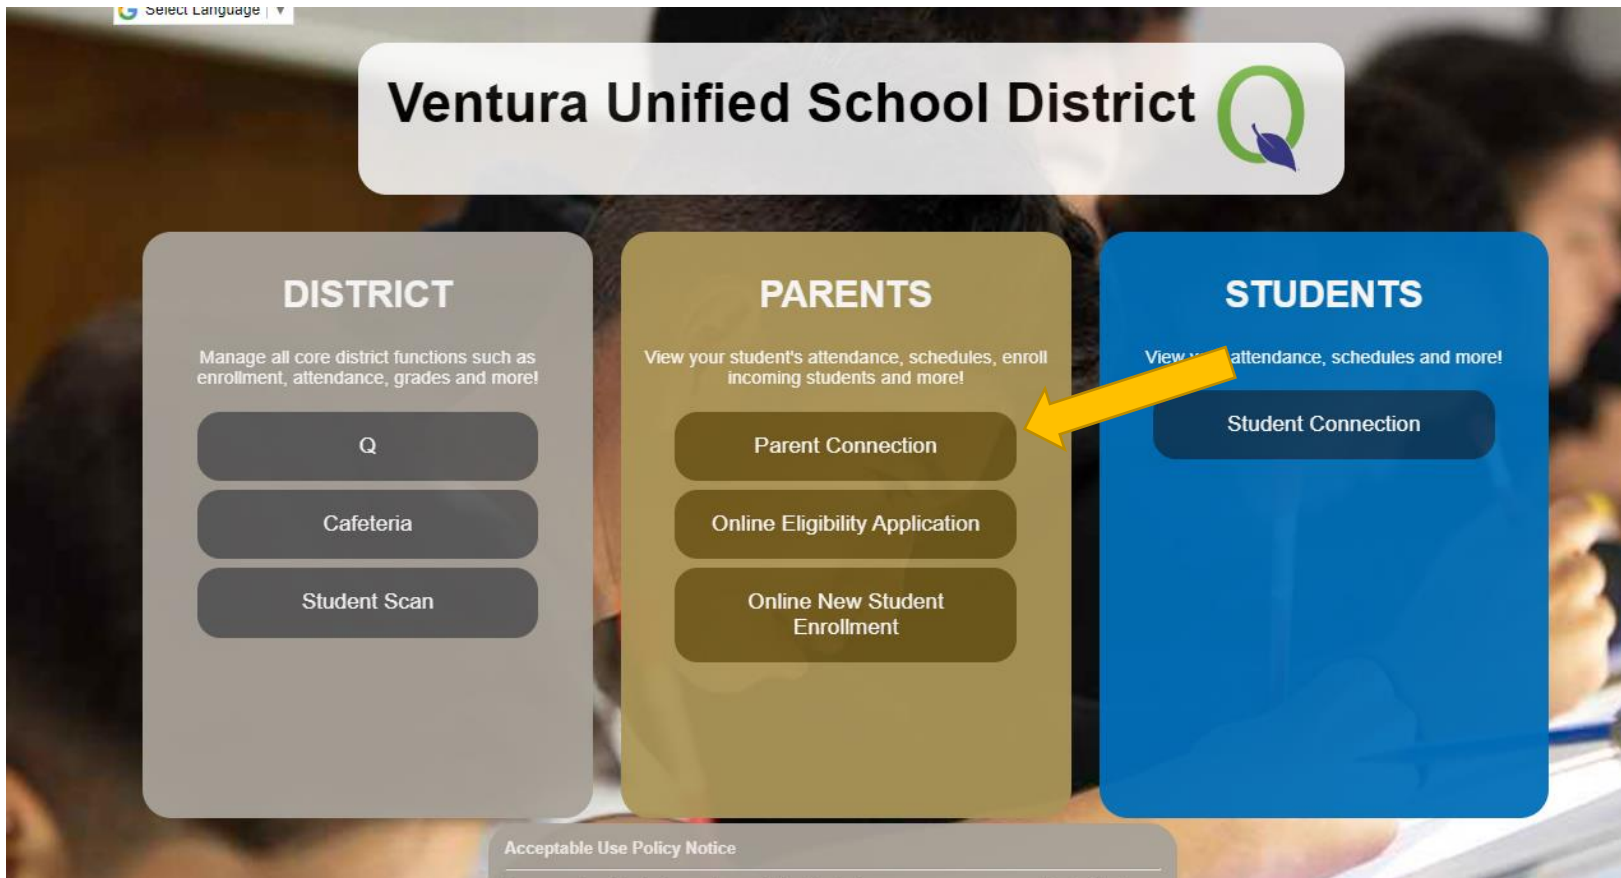 Select Language ▼
Ventura Unified School District Q
DISTRICT
Manage all core district functions such as
enrollment, attendance, grades and more!
Q
Cafeteria
Student Scan
PARENTS
View your student's attendance, schedules, enroll
incoming students and more!
Parent Connection
Online Eligibility Application
Online New Student
Enrollment
STUDENTS
View attendance, schedules and more!
Student Connection
Acceptable Use Policy Notice